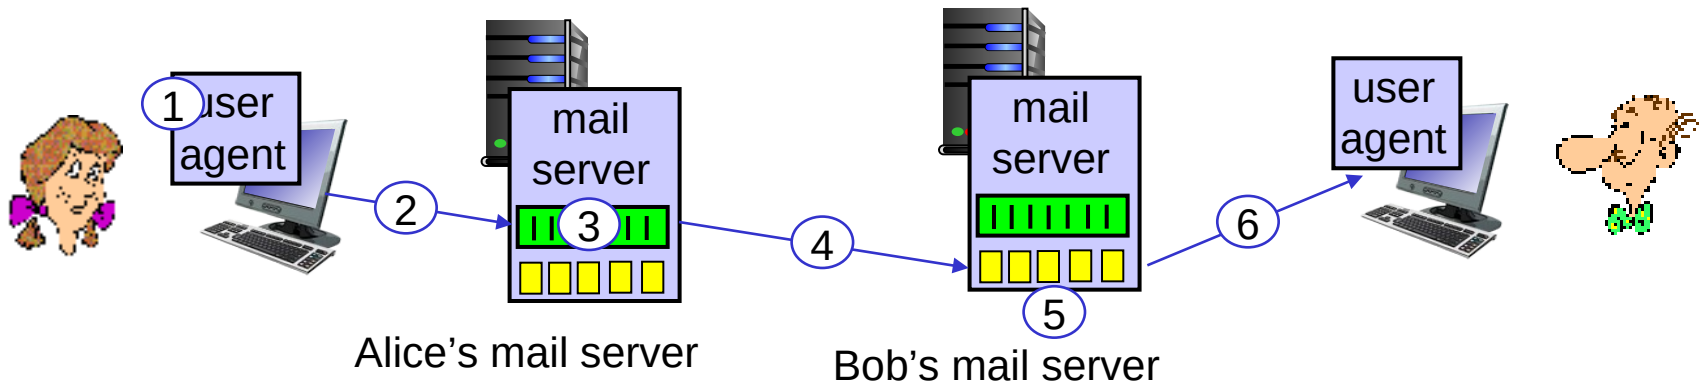 1
user
agent
2
mail
server
3
4
mail
server
5
6
user
agent
Alice's mail server
Bob's mail server